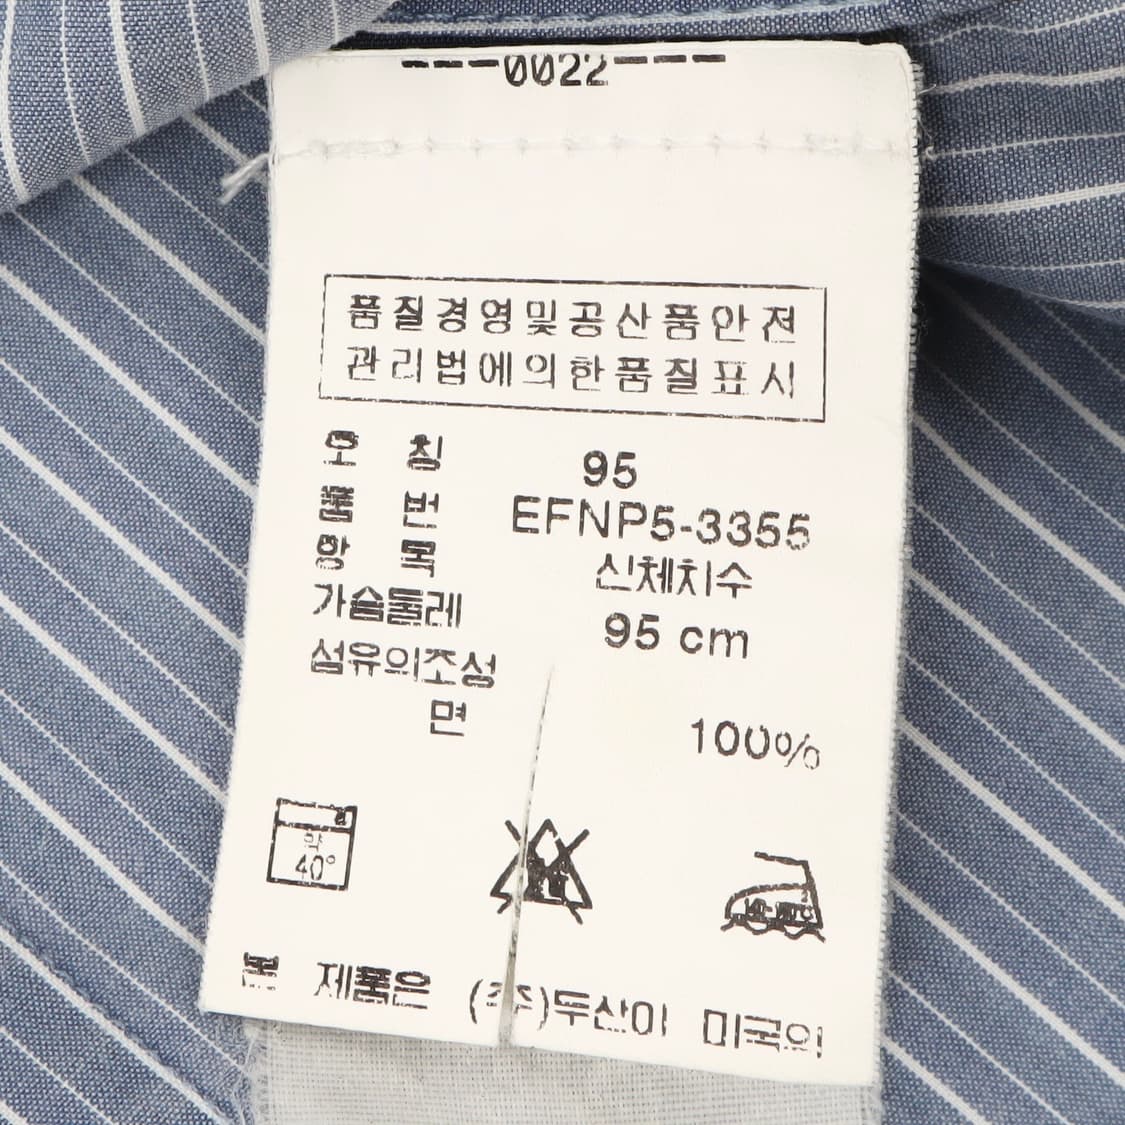 ---0022---
품질경영및공산품안전
관리법에의한품질표시
호 칭 95
품 번 EFNP5-3355
항 목 신체치수
가슴둘레 95 cm
섬유의조성
면 100%
약
40°
본 제품은 (주)두산이 미국의